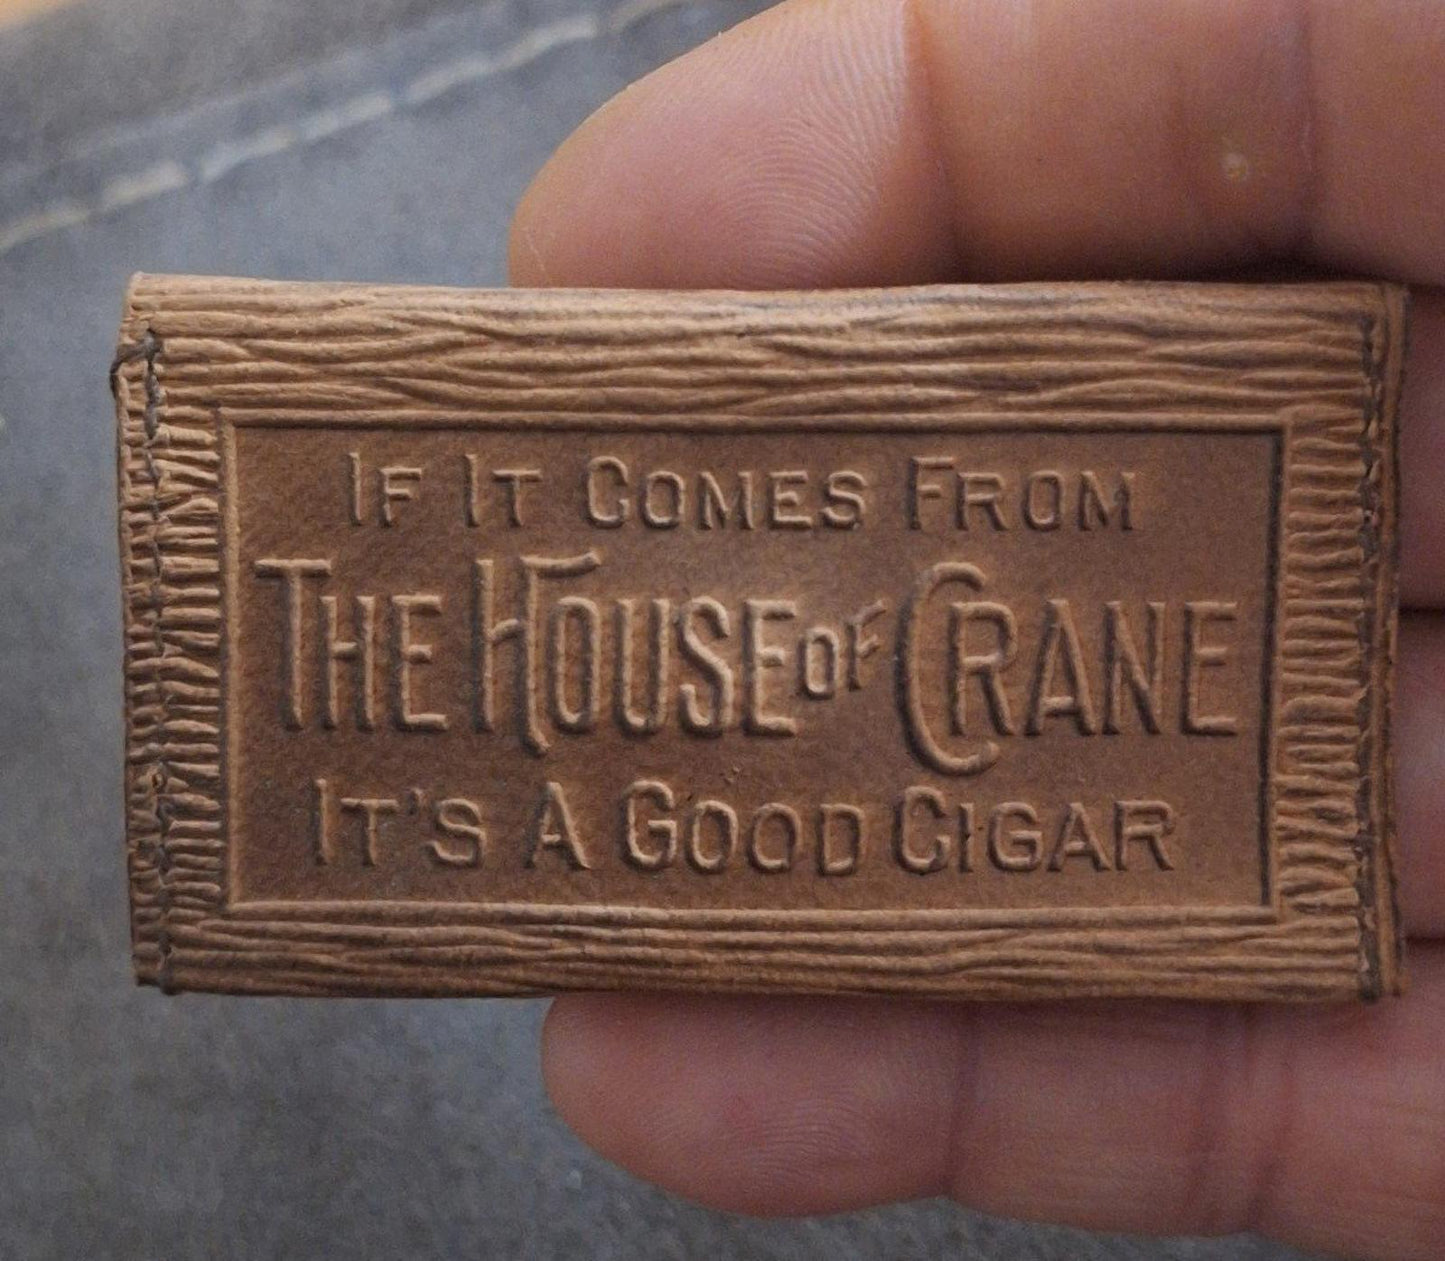 If It Comes From
The House of Crane
It's A Good Cigar